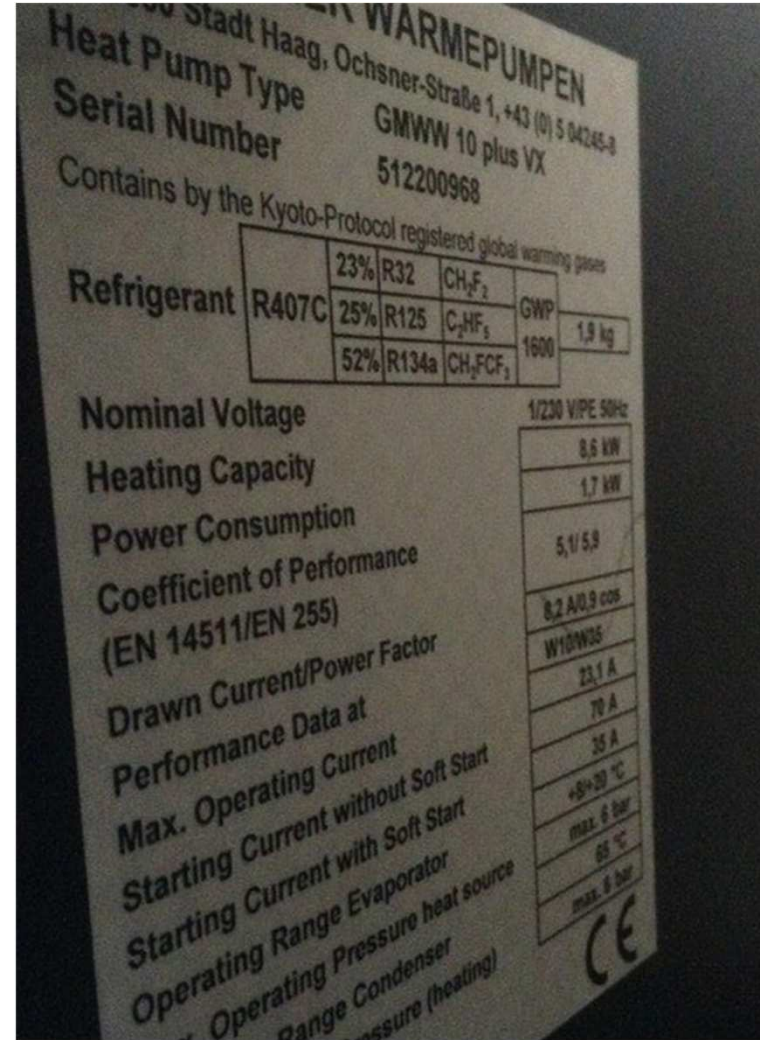 WÄRMEPUMPEN
Stadt Haag, Ochsner-Straße 1, +43 (0) 5 04245-8
Heat Pump Type GMWW 10 plus VX
Serial Number 512200968
Contains by the Kyoto-Protocol registered global warming gases
Refrigerant R407C 23% R32 CH₂F₂ GWP 1600 1,9 kg
25% R125 C₂HF₅
52% R134a CH₂FCF₃
Nominal Voltage 1/230 V/PE 50Hz
Heating Capacity 8,6 kW
Power Consumption 1,7 kW
Coefficient of Performance 5,1/ 5,9
(EN 14511/EN 255)
Drawn Current/Power Factor 8,2 A/0,9 cos
Performance Data at W10/W35
Max. Operating Current 23,1 A
Starting Current without Soft Start 70 A
Starting Current with Soft Start 35 A
Operating Range Evaporator +8/+20 °C
Operating Pressure heat source max. 6 bar
Range Condenser 65 °C
Pressure (heating) max. 6 bar
CE